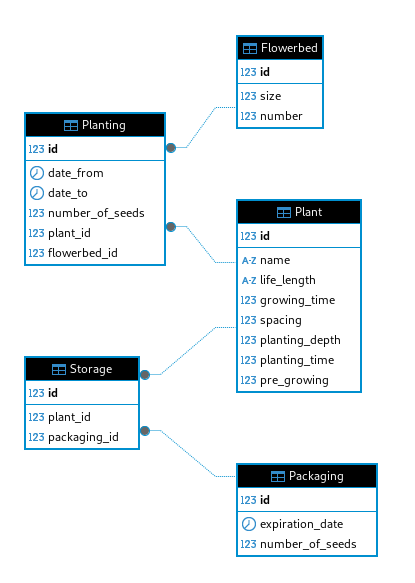 Flowerbed
123 id
123 size
123 number
Planting
123 id
date_from
date_to
123 number_of_seeds
123 plant_id
123 flowerbed_id
Plant
123 id
A-Z name
A-Z life_length
123 growing_time
123 spacing
123 planting_depth
123 planting_time
123 pre_growing
Storage
123 id
123 plant_id
123 packaging_id
Packaging
123 id
expiration_date
123 number_of_seeds